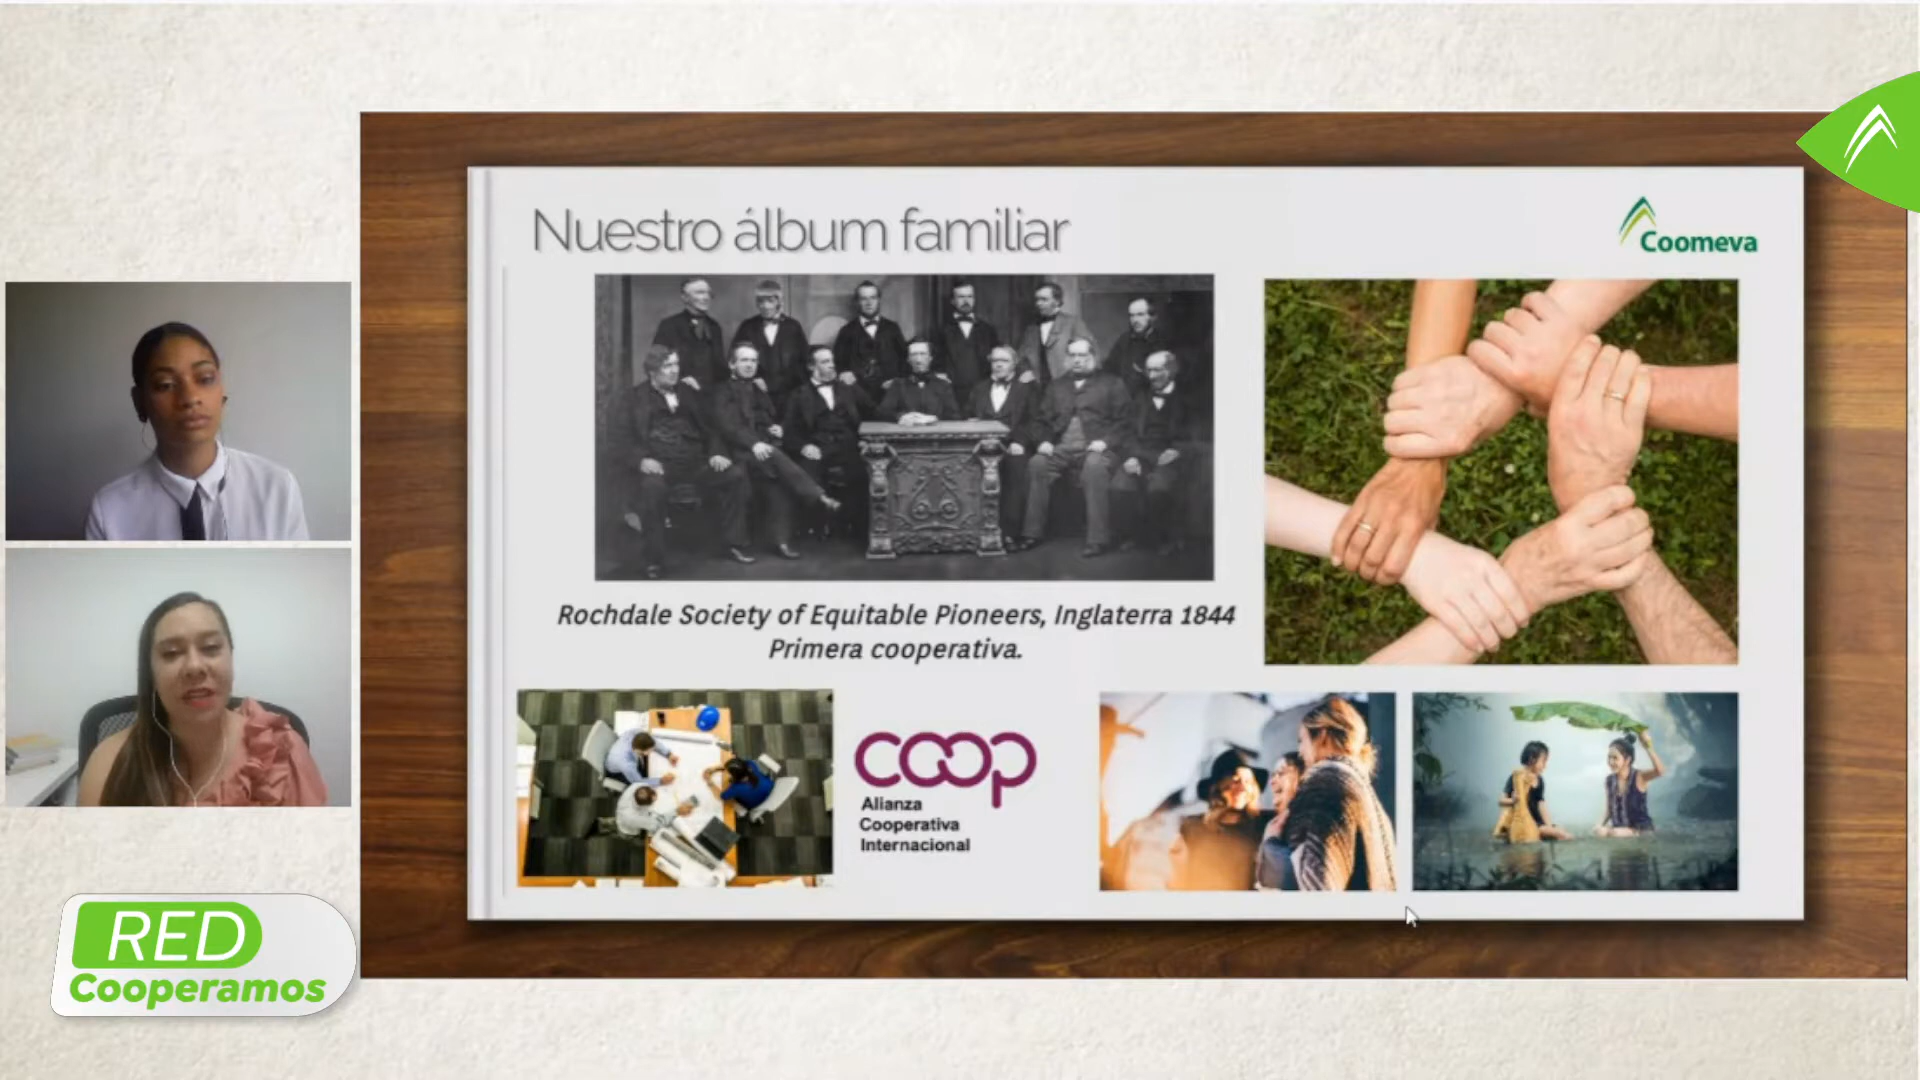 Nuestro álbum familiar
Coomeva
Rochdale Society of Equitable Pioneers, Inglaterra 1844
Primera cooperativa.
coop
Alianza
Cooperativa
Internacional
RED
Cooperamos